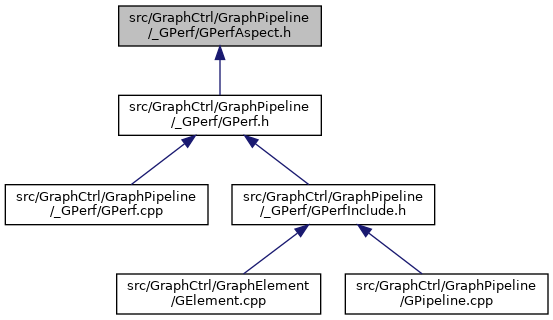 src/GraphCtrl/GraphPipeline
/_GPerf/GPerfAspect.h
src/GraphCtrl/GraphPipeline
/_GPerf/GPerf.h
src/GraphCtrl/GraphPipeline
/_GPerf/GPerf.cpp
src/GraphCtrl/GraphPipeline
/_GPerf/GPerfInclude.h
src/GraphCtrl/GraphElement
/GElement.cpp
src/GraphCtrl/GraphPipeline
/GPipeline.cpp